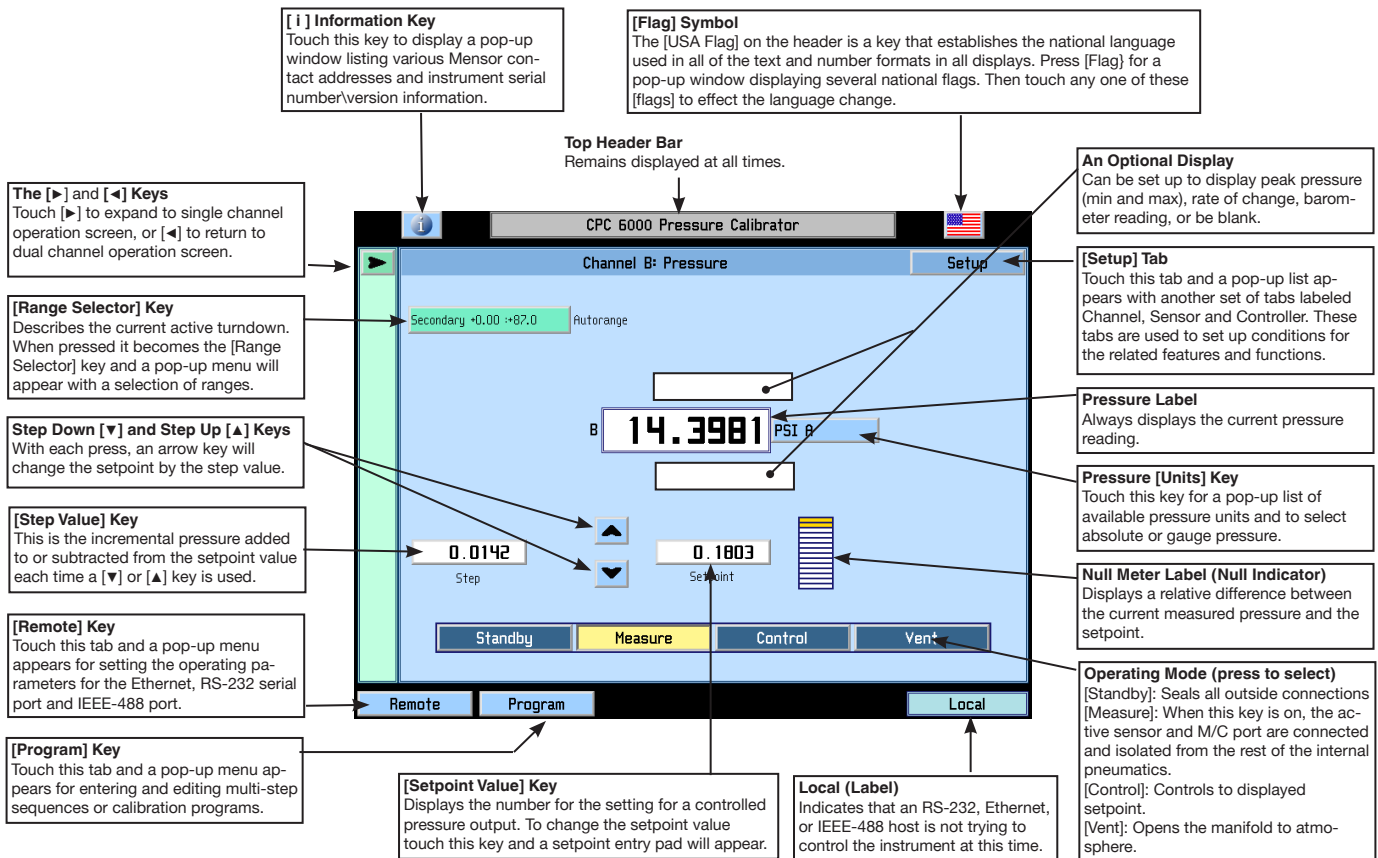 [ i ] Information Key
Touch this key to display a pop-up
window listing various Mensor con-
tact addresses and instrument serial
number\version information.
[Flag] Symbol
The [USA Flag] on the header is a key that establishes the national language
used in all of the text and number formats in all displays. Press [Flag} for a
pop-up window displaying several national flags. Then touch any one of these
[flags] to effect the language change.
Top Header Bar
Remains displayed at all times.
The [►] and [◄] Keys
Touch [►] to expand to single channel
operation screen, or [◄] to return to
dual channel operation screen.
[Range Selector] Key
Describes the current active turndown.
When pressed it becomes the [Range
Selector] key and a pop-up menu will
appear with a selection of ranges.
Step Down [▼] and Step Up [▲] Keys
With each press, an arrow key will
change the setpoint by the step value.
[Step Value] Key
This is the incremental pressure added
to or subtracted from the setpoint value
each time a [▼] or [▲] key is used.
[Remote] Key
Touch this tab and a pop-up menu
appears for setting the operating pa-
rameters for the Ethernet, RS-232 serial
port and IEEE-488 port.
[Program] Key
Touch this tab and a pop-up menu ap-
pears for entering and editing multi-step
sequences or calibration programs.
i
CPC 6000 Pressure Calibrator
Channel B: Pressure
Setup
Secondary +0.00 :+87.0
Autorange
B
14.3981
PSI A
0.0142
Step
0.1803
Setpoint
Standby
Measure
Control
Vent
Remote
Program
Local
An Optional Display
Can be set up to display peak pressure
(min and max), rate of change, barom-
eter reading, or be blank.
[Setup] Tab
Touch this tab and a pop-up list ap-
pears with another set of tabs labeled
Channel, Sensor and Controller. These
tabs are used to set up conditions for
the related features and functions.
Pressure Label
Always displays the current pressure
reading.
Pressure [Units] Key
Touch this key for a pop-up list of
available pressure units and to select
absolute or gauge pressure.
Null Meter Label (Null Indicator)
Displays a relative difference between
the current measured pressure and the
setpoint.
Operating Mode (press to select)
[Standby]: Seals all outside connections
[Measure]: When this key is on, the ac-
tive sensor and M/C port are connected
and isolated from the rest of the internal
pneumatics.
[Control]: Controls to displayed
setpoint.
[Vent]: Opens the manifold to atmo-
sphere.
[Setpoint Value] Key
Displays the number for the setting for a controlled
pressure output. To change the setpoint value
touch this key and a setpoint entry pad will appear.
Local (Label)
Indicates that an RS-232, Ethernet,
or IEEE-488 host is not trying to
control the instrument at this time.